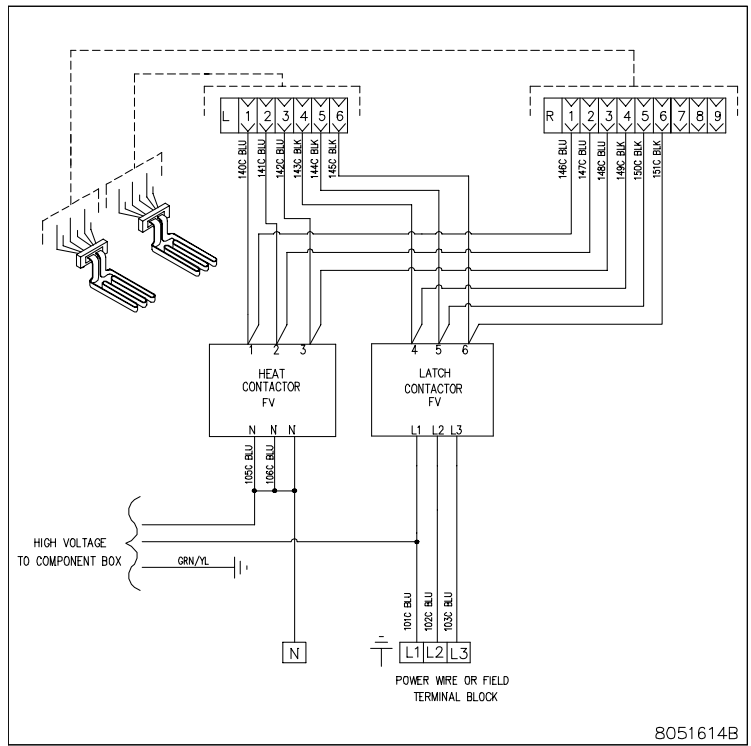 L 1 2 3 4 5 6
R 1 2 3 4 5 6 7 8 9
140C BLU
141C BLU
142C BLU
143C BLK
144C BLK
145C BLK
146C BLU
147C BLU
148C BLU
149C BLK
150C BLK
151C BLK
1 2 3
HEAT
CONTACTOR
FV
N N N
4 5 6
LATCH
CONTACTOR
FV
L1 L2 L3
105C BLU
106C BLU
HIGH VOLTAGE
TO COMPONENT BOX
GRN/YL
101C BLU
102C BLU
103C BLU
N
L1 L2 L3
POWER WIRE OR FIELD
TERMINAL BLOCK
8051614B